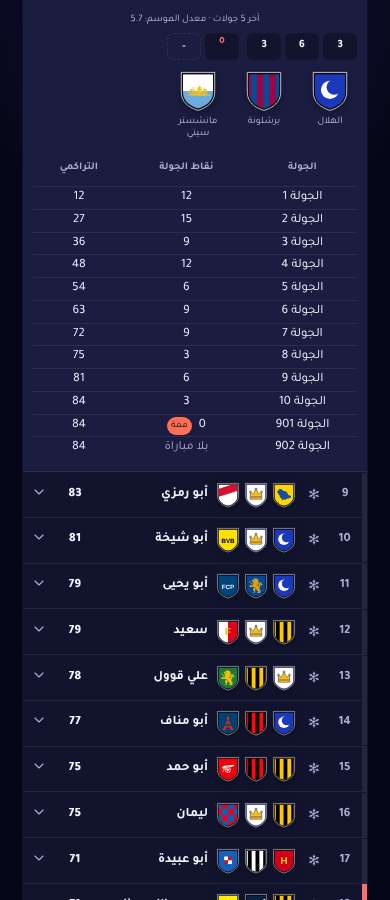 آخر 5 جولات · معدل الموسم: 5.7
3 6 3 0 -
الهلال برشلونة مانشستر سيتي
الجولة نقاط الجولة التراكمي
الجولة 1 12 12
الجولة 2 15 27
الجولة 3 9 36
الجولة 4 12 48
الجولة 5 6 54
الجولة 6 9 63
الجولة 7 9 72
الجولة 8 3 75
الجولة 9 6 81
الجولة 10 3 84
الجولة 901 0 قمة 84
الجولة 902 بلا مباراة 84
9 أبو رمزي 83
10 BVB أبو شيخة 81
11 FCP أبو يحيى 79
12 سعيد 79
13 علي قوول 78
14 أبو مناف 77
15 أبو حمد 75
16 ليمان 75
17 H أبو عبيدة 71